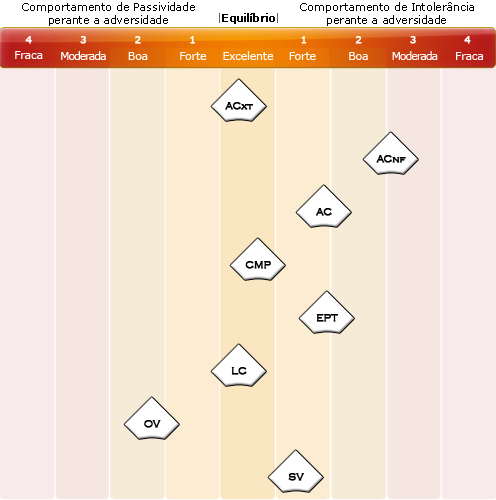 Comportamento de Passividade
perante a adversidade
|Equilíbrio|
Comportamento de Intolerância
perante a adversidade
4 3 2 1 1 2 3 4
Fraca Moderada Boa Forte Excelente Forte Boa Moderada Fraca
ACXT
ACNF
AC
CMP
EPT
LC
OV
SV